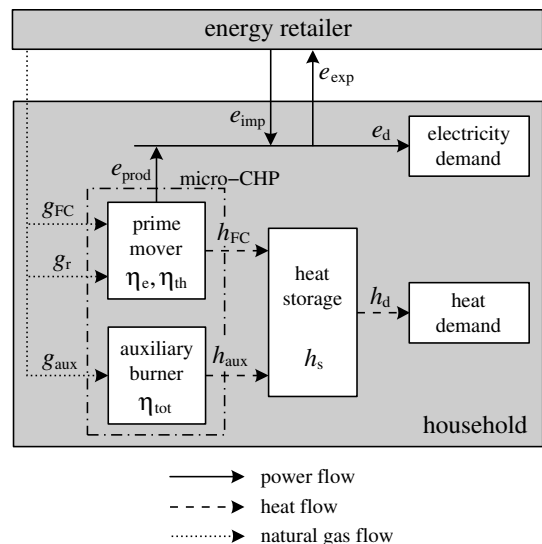 energy retailer
e_exp
e_imp
e_d
electricity
demand
e_prod
micro-CHP
g_FC
prime
mover
η_e, η_th
h_FC
g_r
heat
storage
h_s
h_d
heat
demand
g_aux
auxiliary
burner
η_tot
h_aux
household
power flow
heat flow
natural gas flow